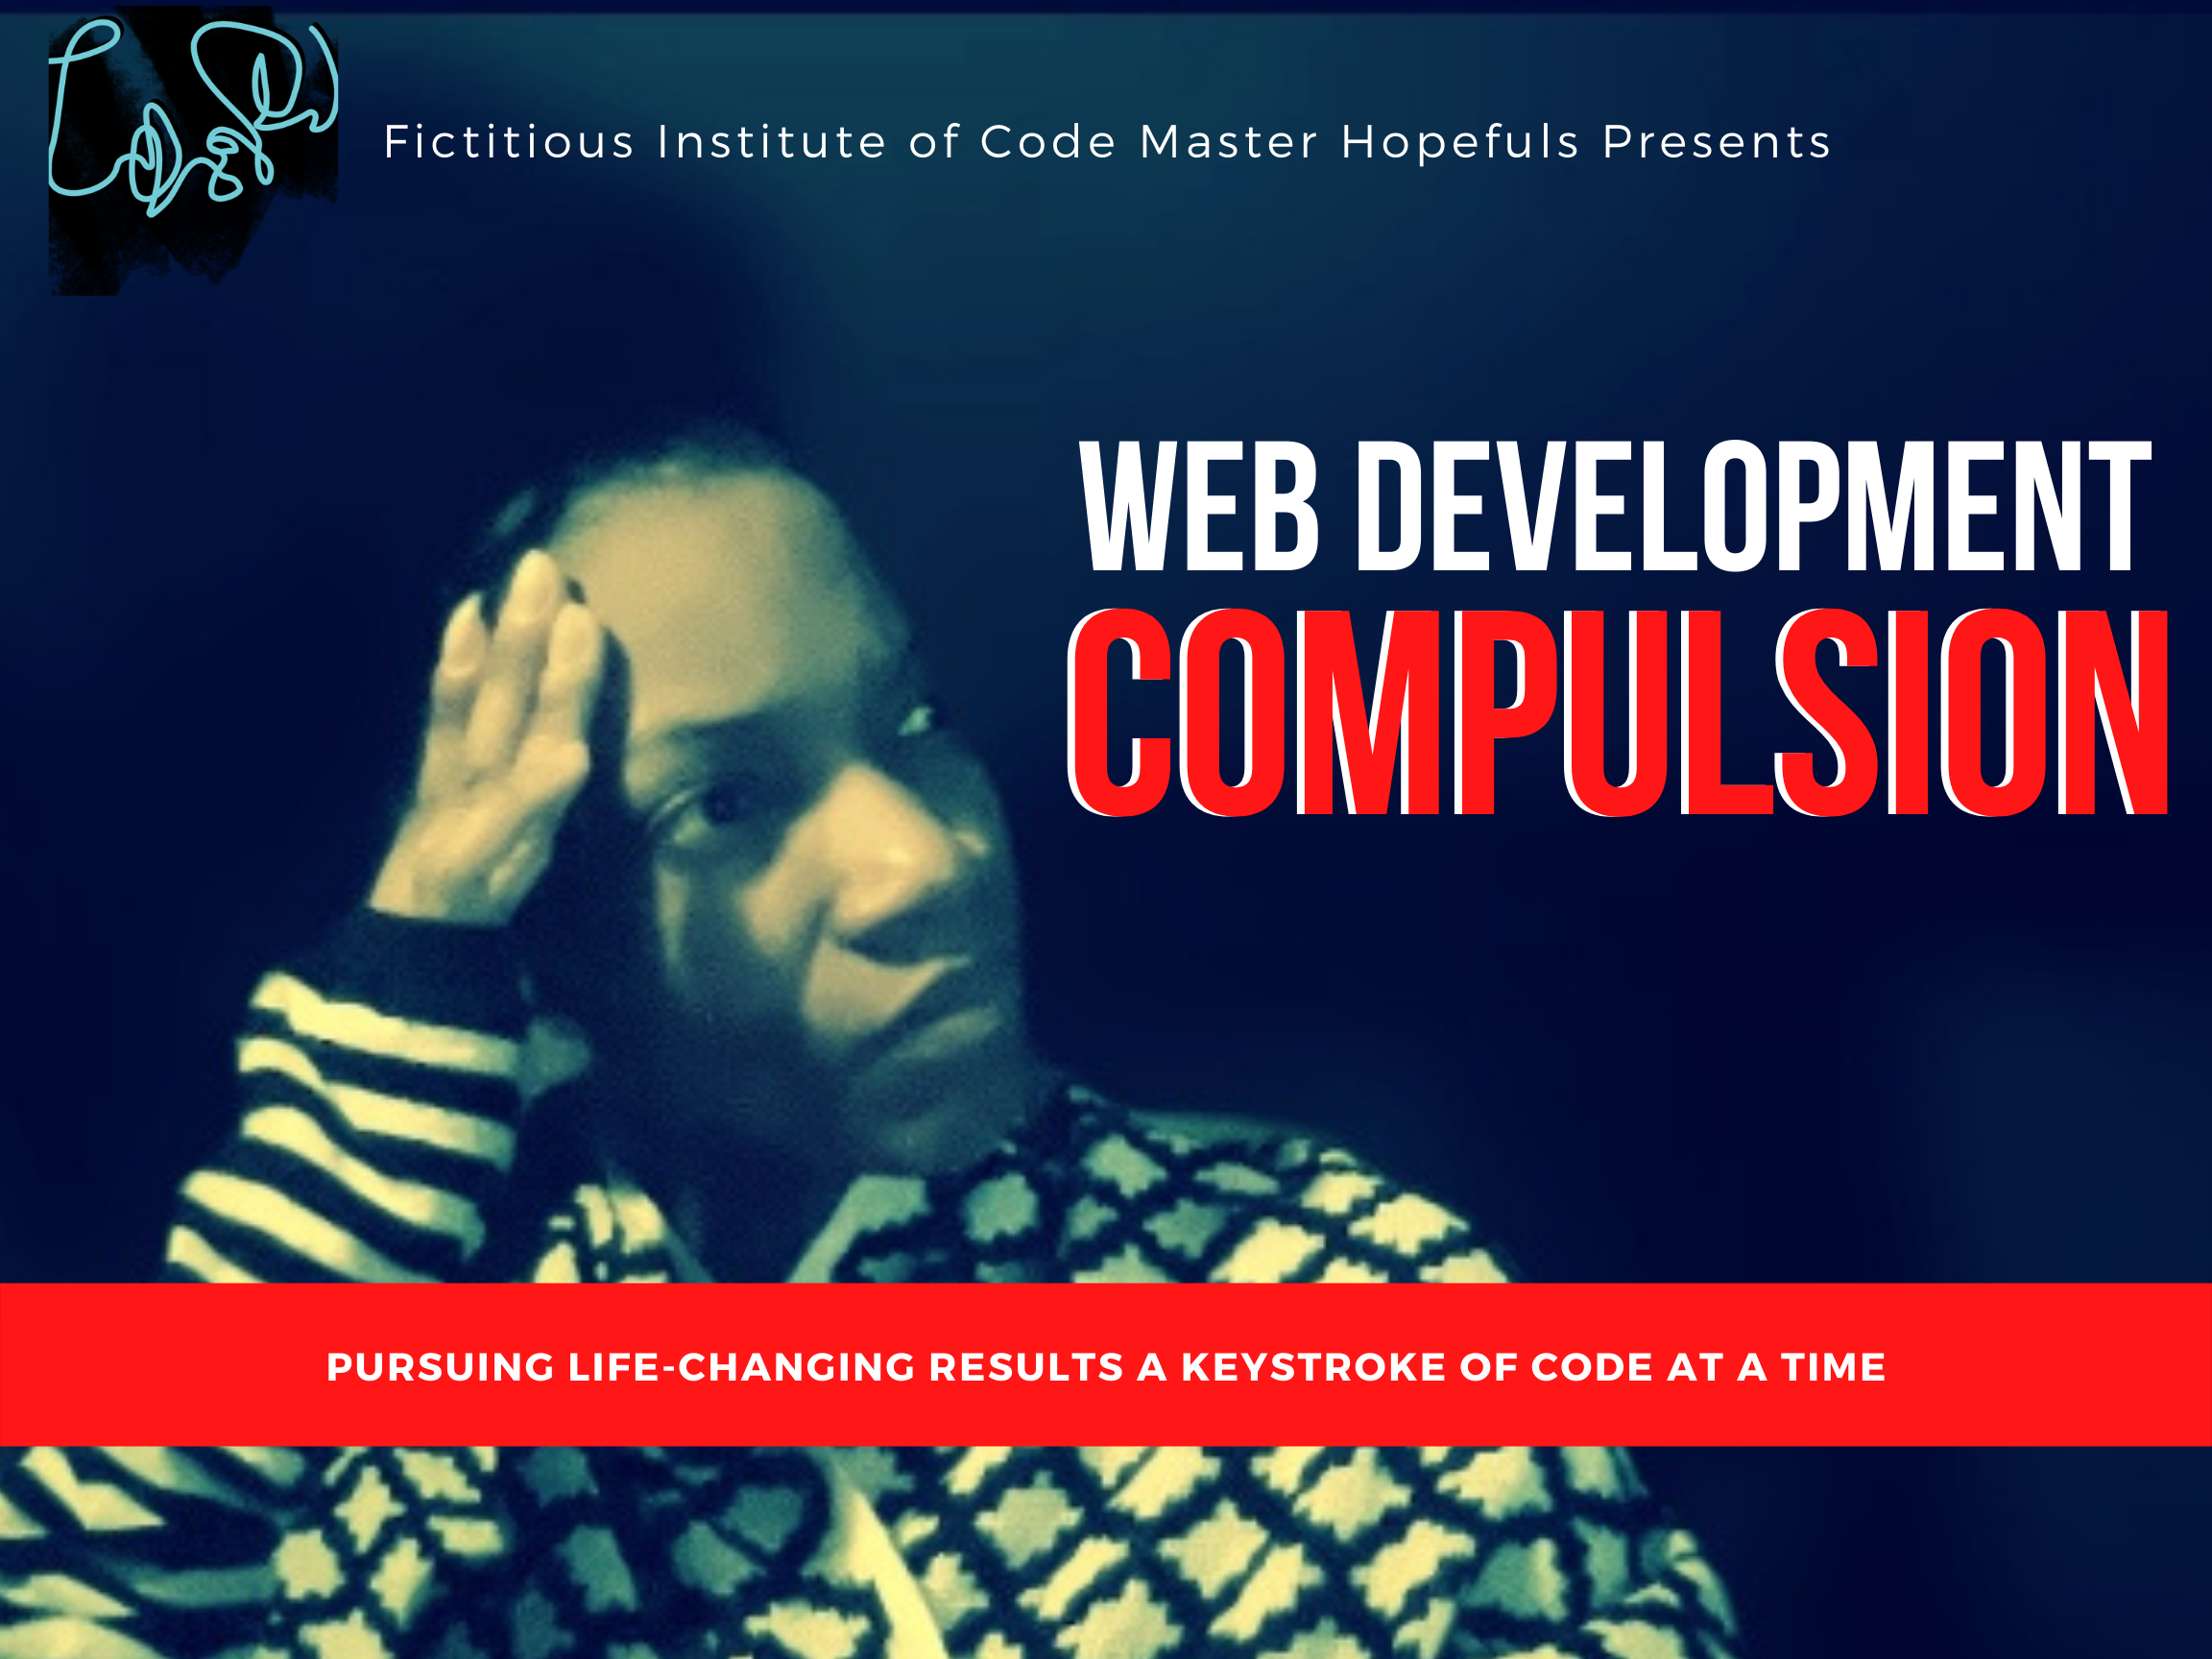 Fictitious Institute of Code Master Hopefuls Presents
WEB DEVELOPMENT
COMPULSION
PURSUING LIFE-CHANGING RESULTS A KEYSTROKE OF CODE AT A TIME